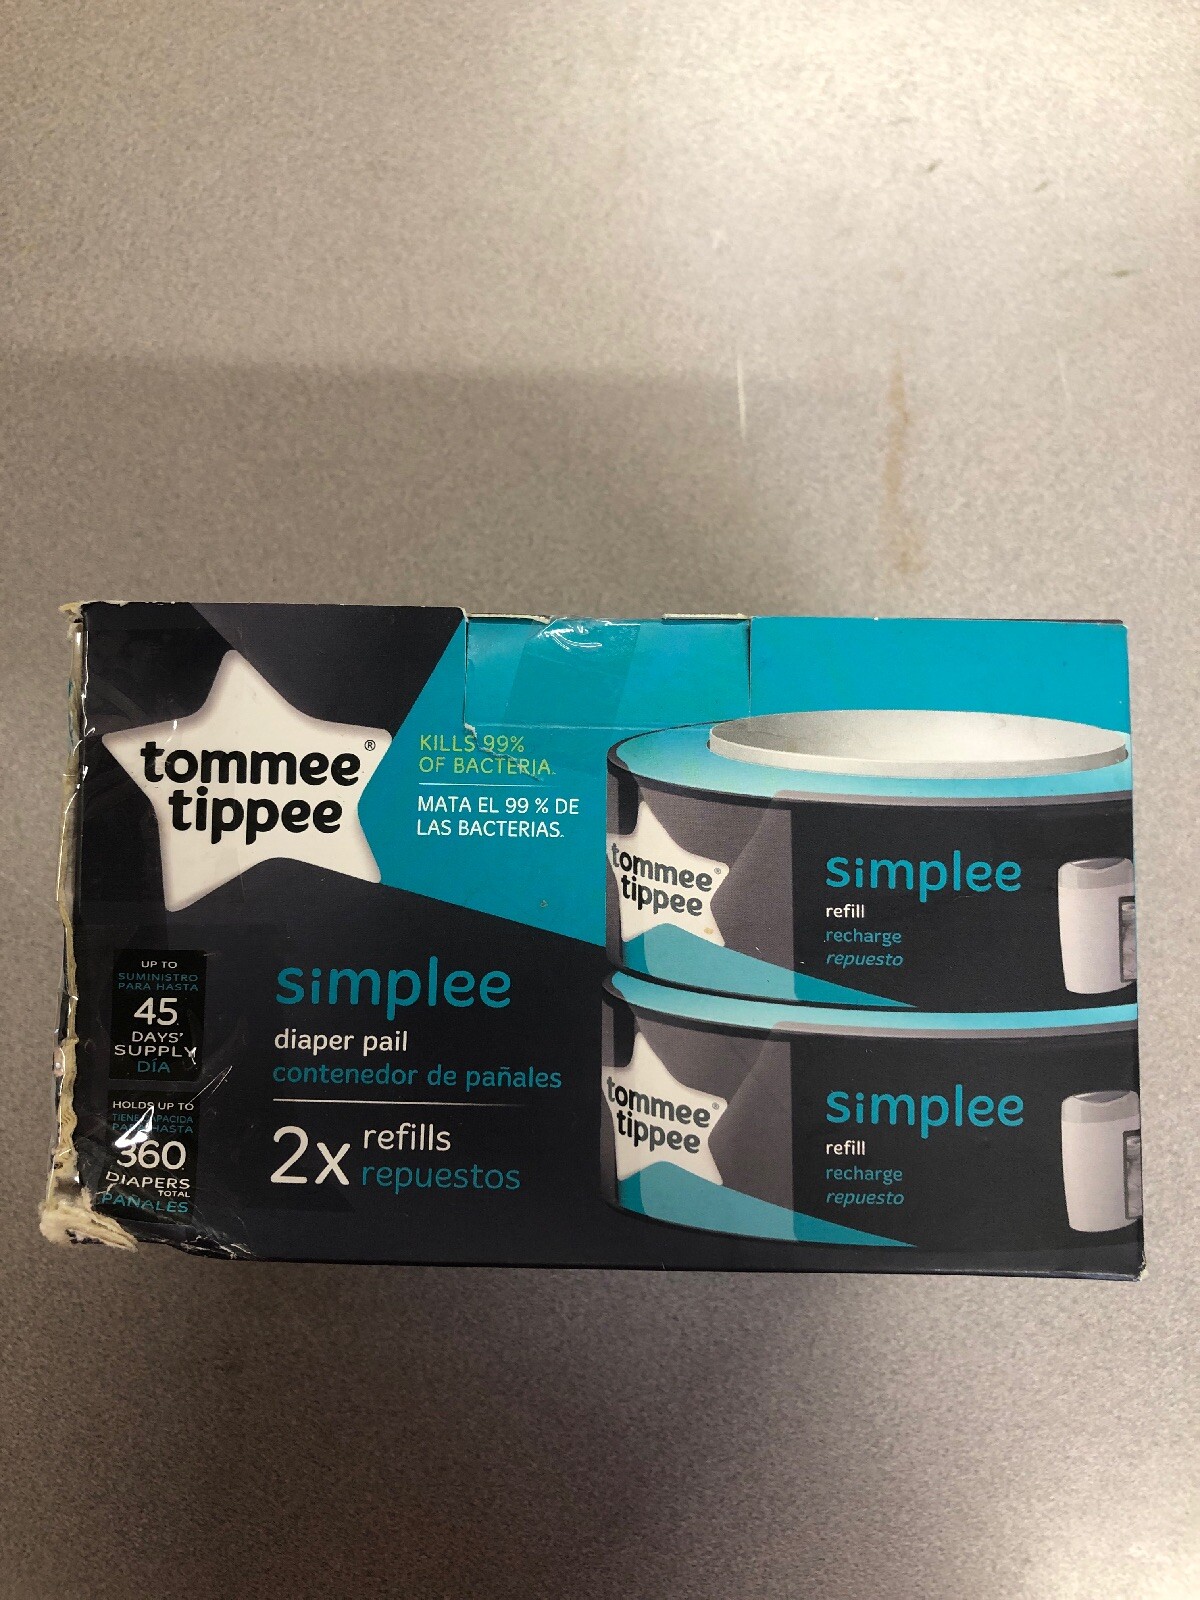 tommee®
tippee
KILLS 99%
OF BACTERIA.
MATA EL 99 % DE
LAS BACTERIAS.
UP TO
SUMINISTRO
PARA HASTA
45
DAYS'
SUPPLY
DÍA
HOLDS UP TO
HASTA
360
DIAPERS
TOTAL
PAÑALES
simplee
diaper pail
contenedor de pañales
2x refills
repuestos
tommee®
tippee
simplee
refill
recharge
repuesto
tommee®
tippee
simplee
refill
recharge
repuesto